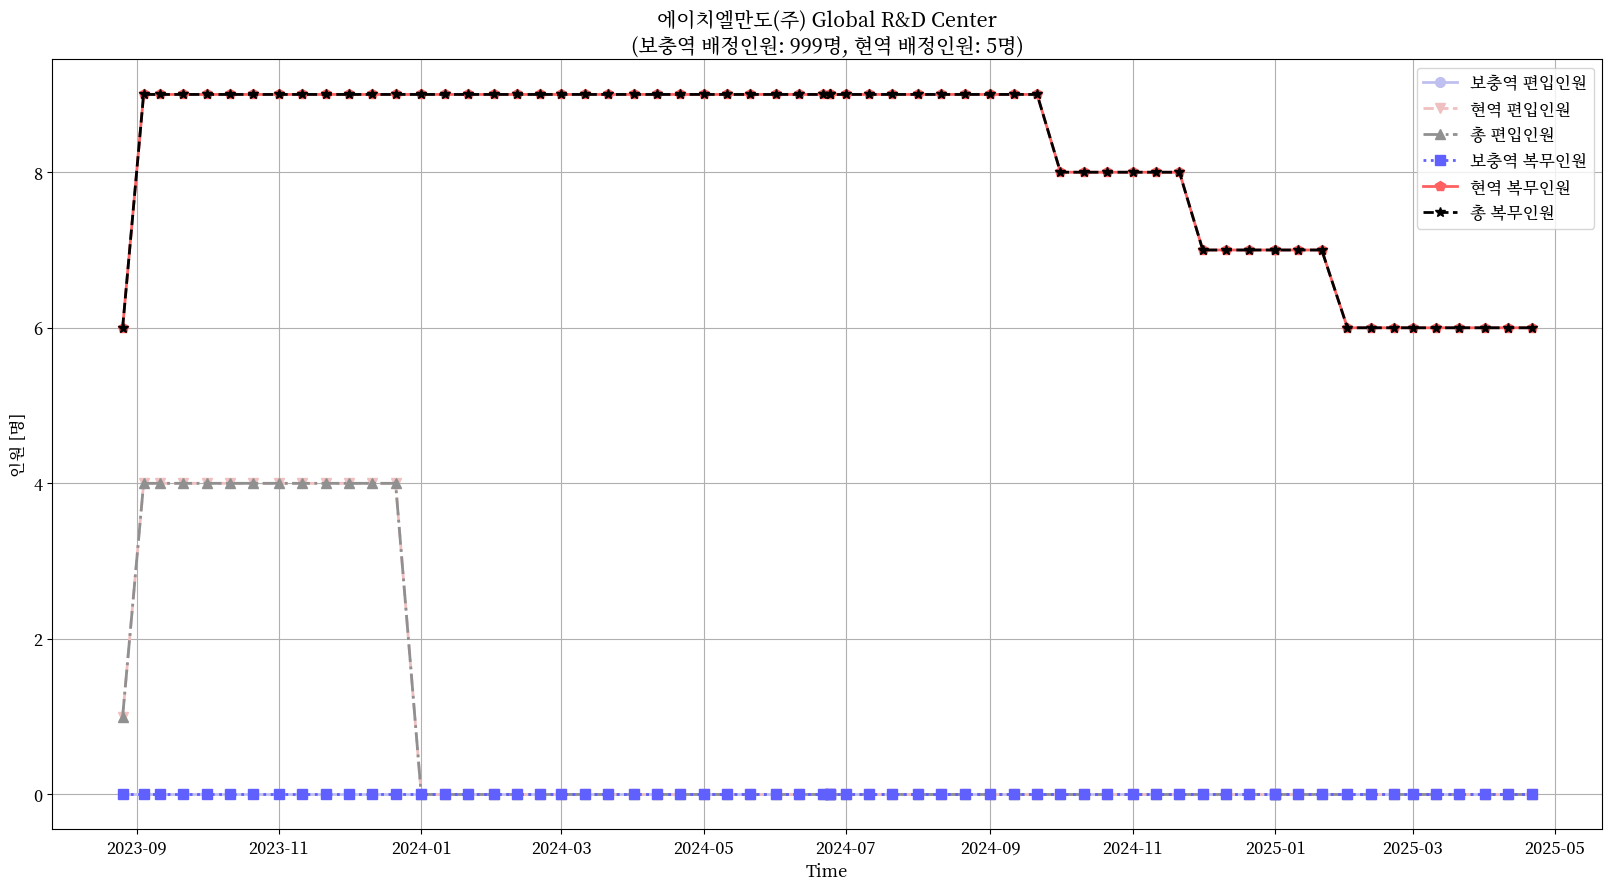 에이치엘만도(주) Global R&D Center
(보충역 배정인원: 999명, 현역 배정인원: 5명)
보충역 편입인원
현역 편입인원
총 편입인원
보충역 복무인원
현역 복무인원
총 복무인원
인원 [명]
8
6
4
2
0
2023-09
2023-11
2024-01
2024-03
2024-05
2024-07
2024-09
2024-11
2025-01
2025-03
2025-05
Time